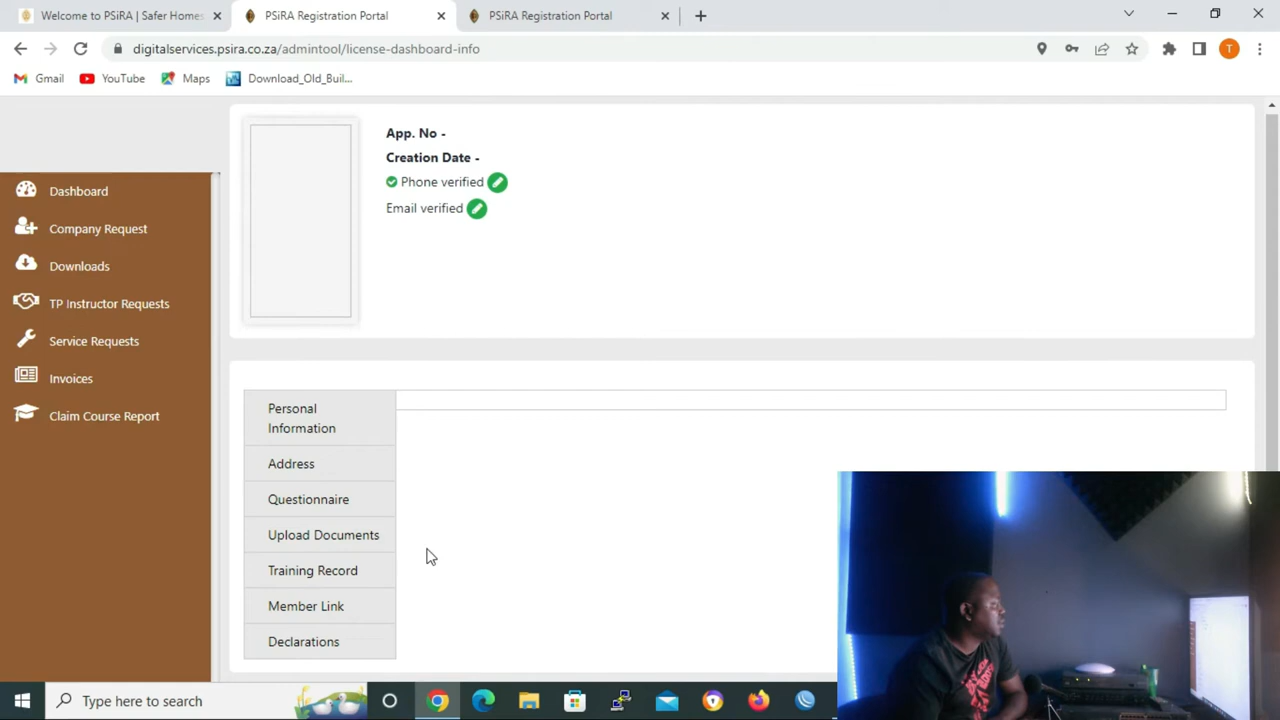 Welcome to PSiRA | Safer Homes
PSiRA Registration Portal
PSiRA Registration Portal
digitalservices.psira.co.za/admintool/license-dashboard-info
T
Gmail
YouTube
Maps
Download_Old_Buil...
App. No -
Creation Date -
Phone verified
Email verified
Dashboard
Company Request
Downloads
TP Instructor Requests
Service Requests
Invoices
Claim Course Report
Personal
Information
Address
Questionnaire
Upload Documents
Training Record
Member Link
Declarations
Type here to search